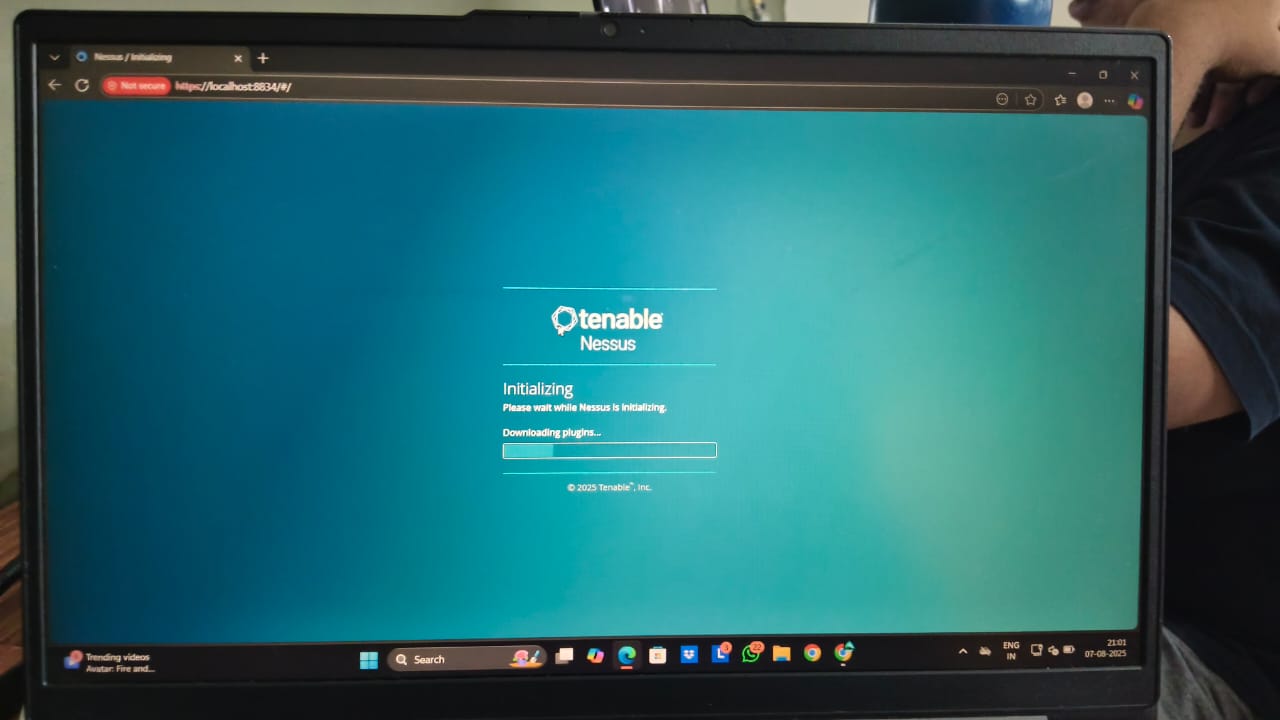 Nessus / Initializing
Not secure https://localhost:8834/#/
tenable
Nessus
Initializing
Please wait while Nessus is initializing.
Downloading plugins...
© 2025 Tenable™, Inc.
Trending videos
Avatar: Fire and...
Search
22
ENG
IN
21:01
07-08-2025